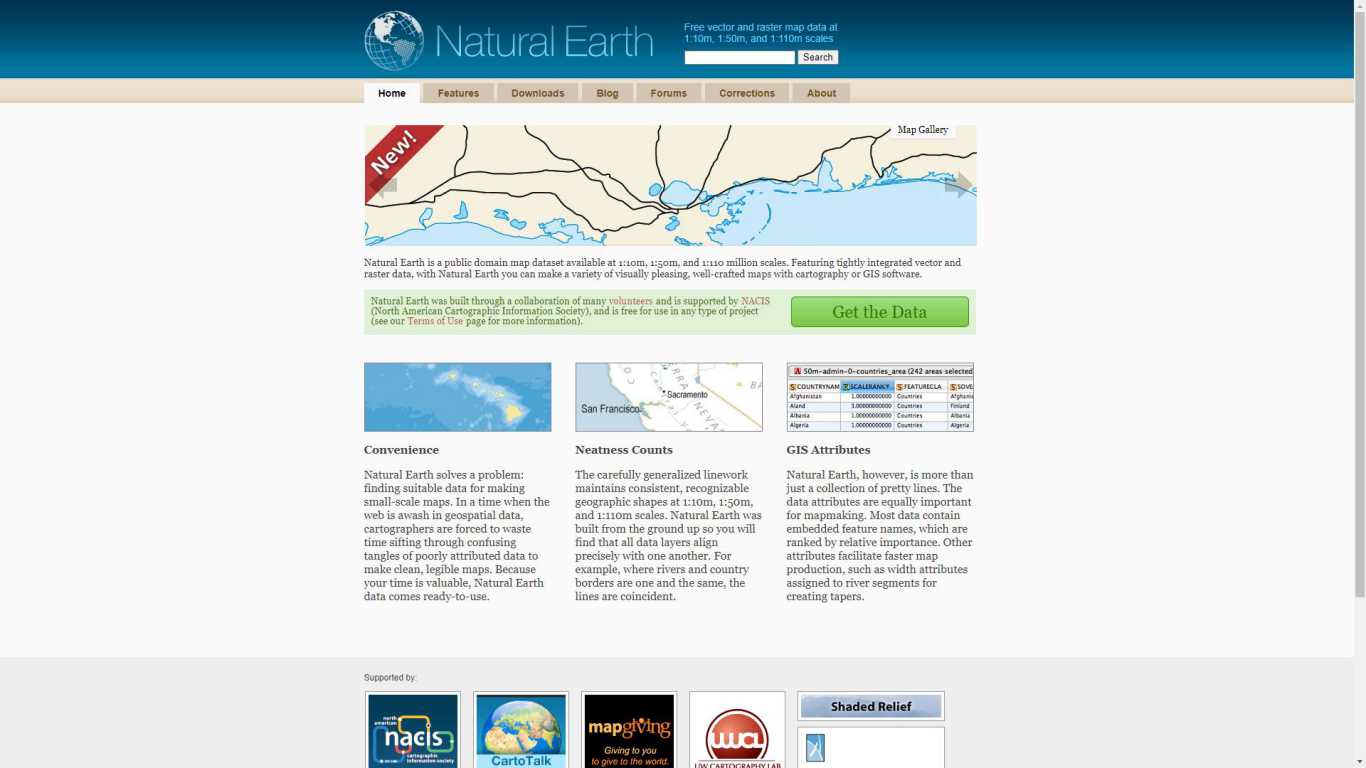 Natural Earth
Free vector and raster map data at
1:10m, 1:50m, and 1:110m scales
Search
Home
Features
Downloads
Blog
Forums
Corrections
About
New!
Map Gallery
Natural Earth is a public domain map dataset available at 1:10m, 1:50m, and 1:110 million scales. Featuring tightly integrated vector and
raster data, with Natural Earth you can make a variety of visually pleasing, well-crafted maps with cartography or GIS software.
Natural Earth was built through a collaboration of many volunteers and is supported by NACIS
(North American Cartographic Information Society), and is free for use in any type of project
(see our Terms of Use page for more information).
Get the Data
San Francisco
Sacramento
NEVA
50m-admin-0-countries_area (242 areas selected
COUNTRYNAM SCALERANK FEATURECLA SOVE
Afghanistan 1.00000000000 Countries Afghani
Aland 3.00000000000 Countries Finland
Albania 1.00000000000 Countries Albania
Algeria 1.00000000000 Countries Algeria
Convenience
Natural Earth solves a problem:
finding suitable data for making
small-scale maps. In a time when the
web is awash in geospatial data,
cartographers are forced to waste
time sifting through confusing
tangles of poorly attributed data to
make clean, legible maps. Because
your time is valuable, Natural Earth
data comes ready-to-use.
Neatness Counts
The carefully generalized linework
maintains consistent, recognizable
geographic shapes at 1:10m, 1:50m,
and 1:110m scales. Natural Earth was
built from the ground up so you will
find that all data layers align
precisely with one another. For
example, where rivers and country
borders are one and the same, the
lines are coincident.
GIS Attributes
Natural Earth, however, is more than
just a collection of pretty lines. The
data attributes are equally important
for mapmaking. Most data contain
embedded feature names, which are
ranked by relative importance. Other
attributes facilitate faster map
production, such as width attributes
assigned to river segments for
creating tapers.
Supported by:
north
american
nacis
cartographic
information society
CartoTalk
mapgiving
Giving to you
to give to the world.
UW CARTOGRAPHY LAB
Shaded Relief